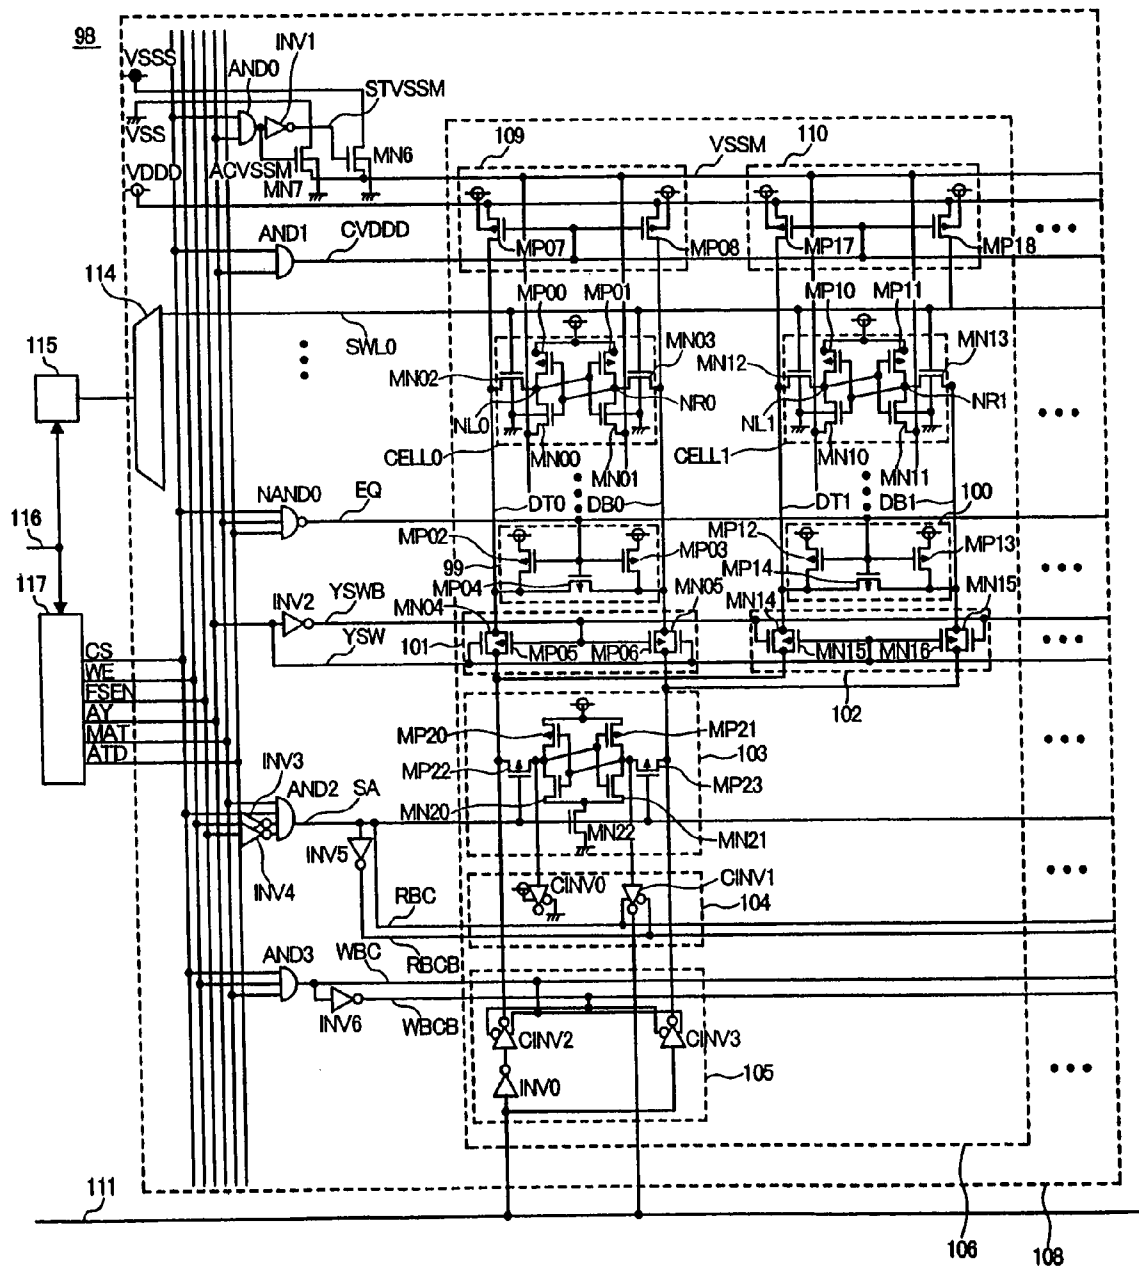 98
VSSS
INV1
AND0
STVSSM
VSS
ACVSSM
MN6
MN7
VDDD
109
VSSM
110
AND1
CVDDD
MP07
MP08
MP17
MP18
114
115
SWL0
MP00
MP01
MP10
MP11
MN03
MN13
MN02
MN12
NL0
NR0
NL1
NR1
CELL0
MN00
MN01
CELL1
MN10
MN11
NAND0
EQ
DT0
DB0
DT1
DB1
100
116
MP02
99
MP03
MP12
MP13
MP04
MP14
117
INV2
YSWB
YSW
MN04
MN05
MN14
MN15
101
MP05
MP06
MN15
MN16
102
CS
WE
FSEN
AY
MAT
ATD
MP20
MP21
103
MP22
MP23
INV3
AND2
SA
MN20
MN22
MN21
INV5
INV4
RBC
CINV0
CINV1
104
AND3
WBC
RBCB
INV6
WBCB
CINV2
CINV3
INV0
105
111
106
108